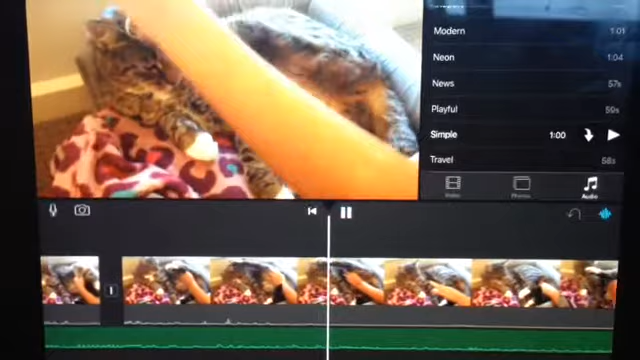 Modern 1:01
Neon 1:04
News 57s
Playful 59s
Simple 1:00
Travel 58s
Video Photos Audio